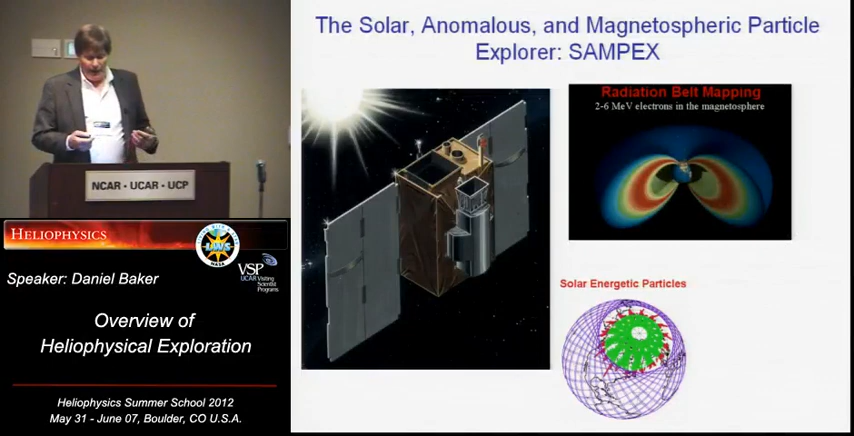 The Solar, Anomalous, and Magnetospheric Particle
Explorer: SAMPEX
Radiation Belt Mapping
2-6 MeV electrons in the magnetosphere
Solar Energetic Particles
NCAR • UCAR • UCP
HELIOPHYSICS
LWS
NASA
VSP
UCAR Visiting
Scientist
Programs
Speaker: Daniel Baker
Overview of
Heliophysical Exploration
Heliophysics Summer School 2012
May 31 - June 07, Boulder, CO U.S.A.